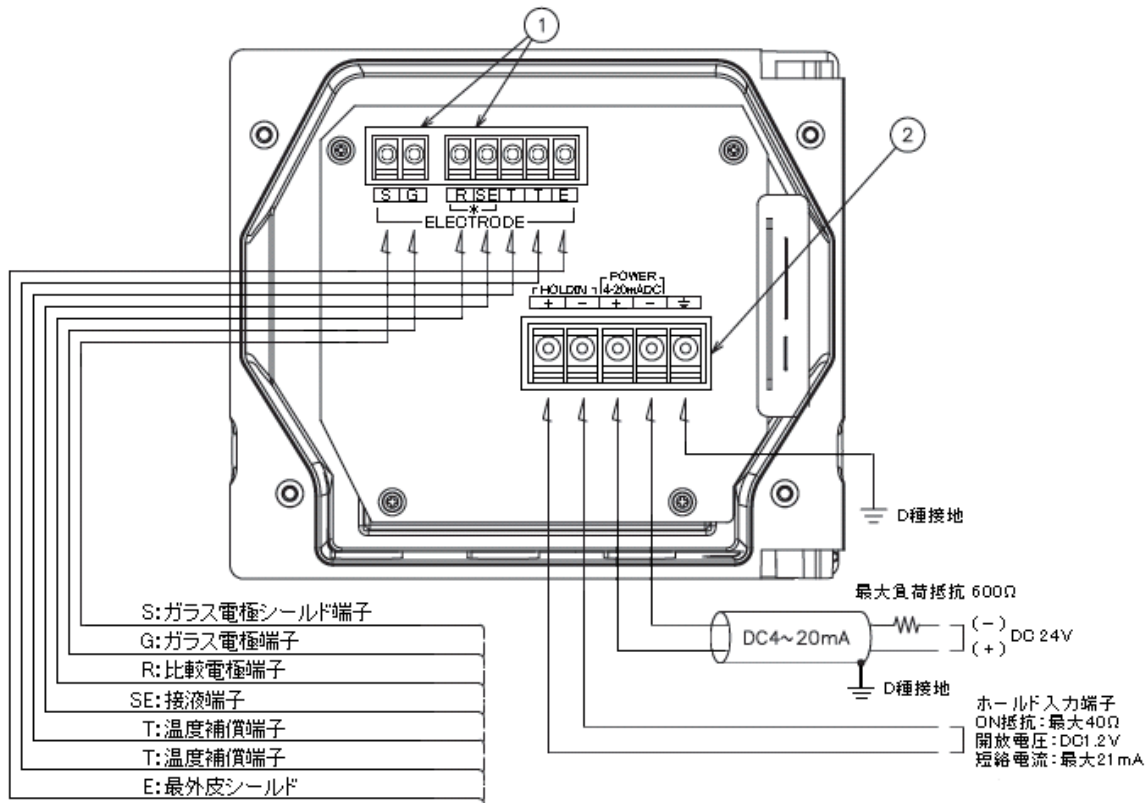 1
2
S G R SE T T E
*
ELECTRODE
HOLDIN
POWER
4-20mADC
+ - + -
D種接地
最大負荷抵抗 600Ω
DC4~20mA
(-)
(+)
DC 24V
D種接地
ホールド入力端子
ON抵抗:最大40Ω
開放電圧:DC1.2V
短絡電流:最大21mA
S:ガラス電極シールド端子
G:ガラス電極端子
R:比較電極端子
SE:接液端子
T:温度補償端子
T:温度補償端子
E:最外皮シールド